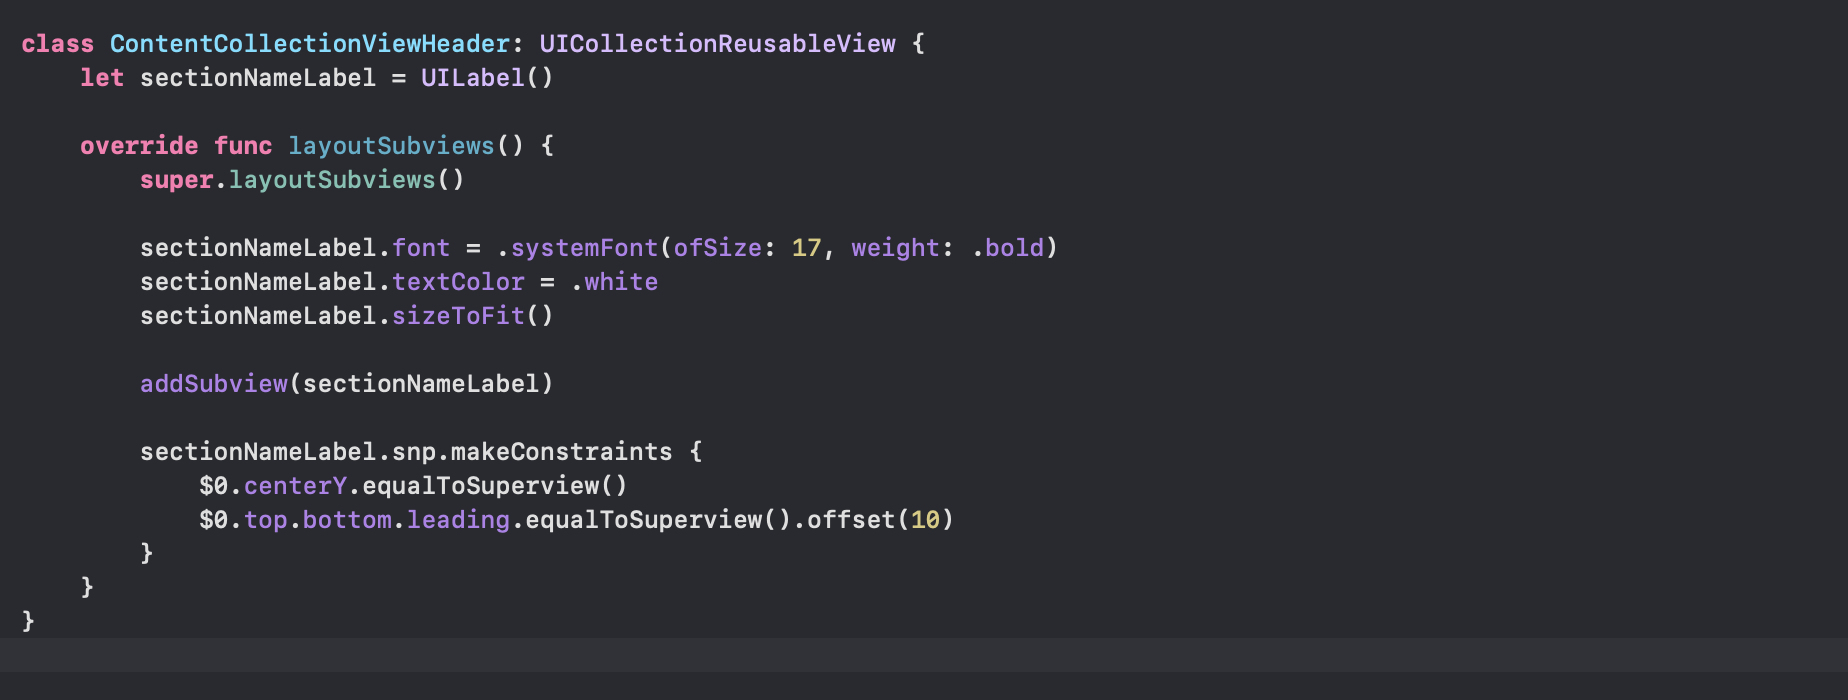 class ContentCollectionViewHeader: UICollectionReusableView {
    let sectionNameLabel = UILabel()

    override func layoutSubviews() {
        super.layoutSubviews()

        sectionNameLabel.font = .systemFont(ofSize: 17, weight: .bold)
        sectionNameLabel.textColor = .white
        sectionNameLabel.sizeToFit()

        addSubview(sectionNameLabel)

        sectionNameLabel.snp.makeConstraints {
            $0.centerY.equalToSuperview()
            $0.top.bottom.leading.equalToSuperview().offset(10)
        }
    }
}